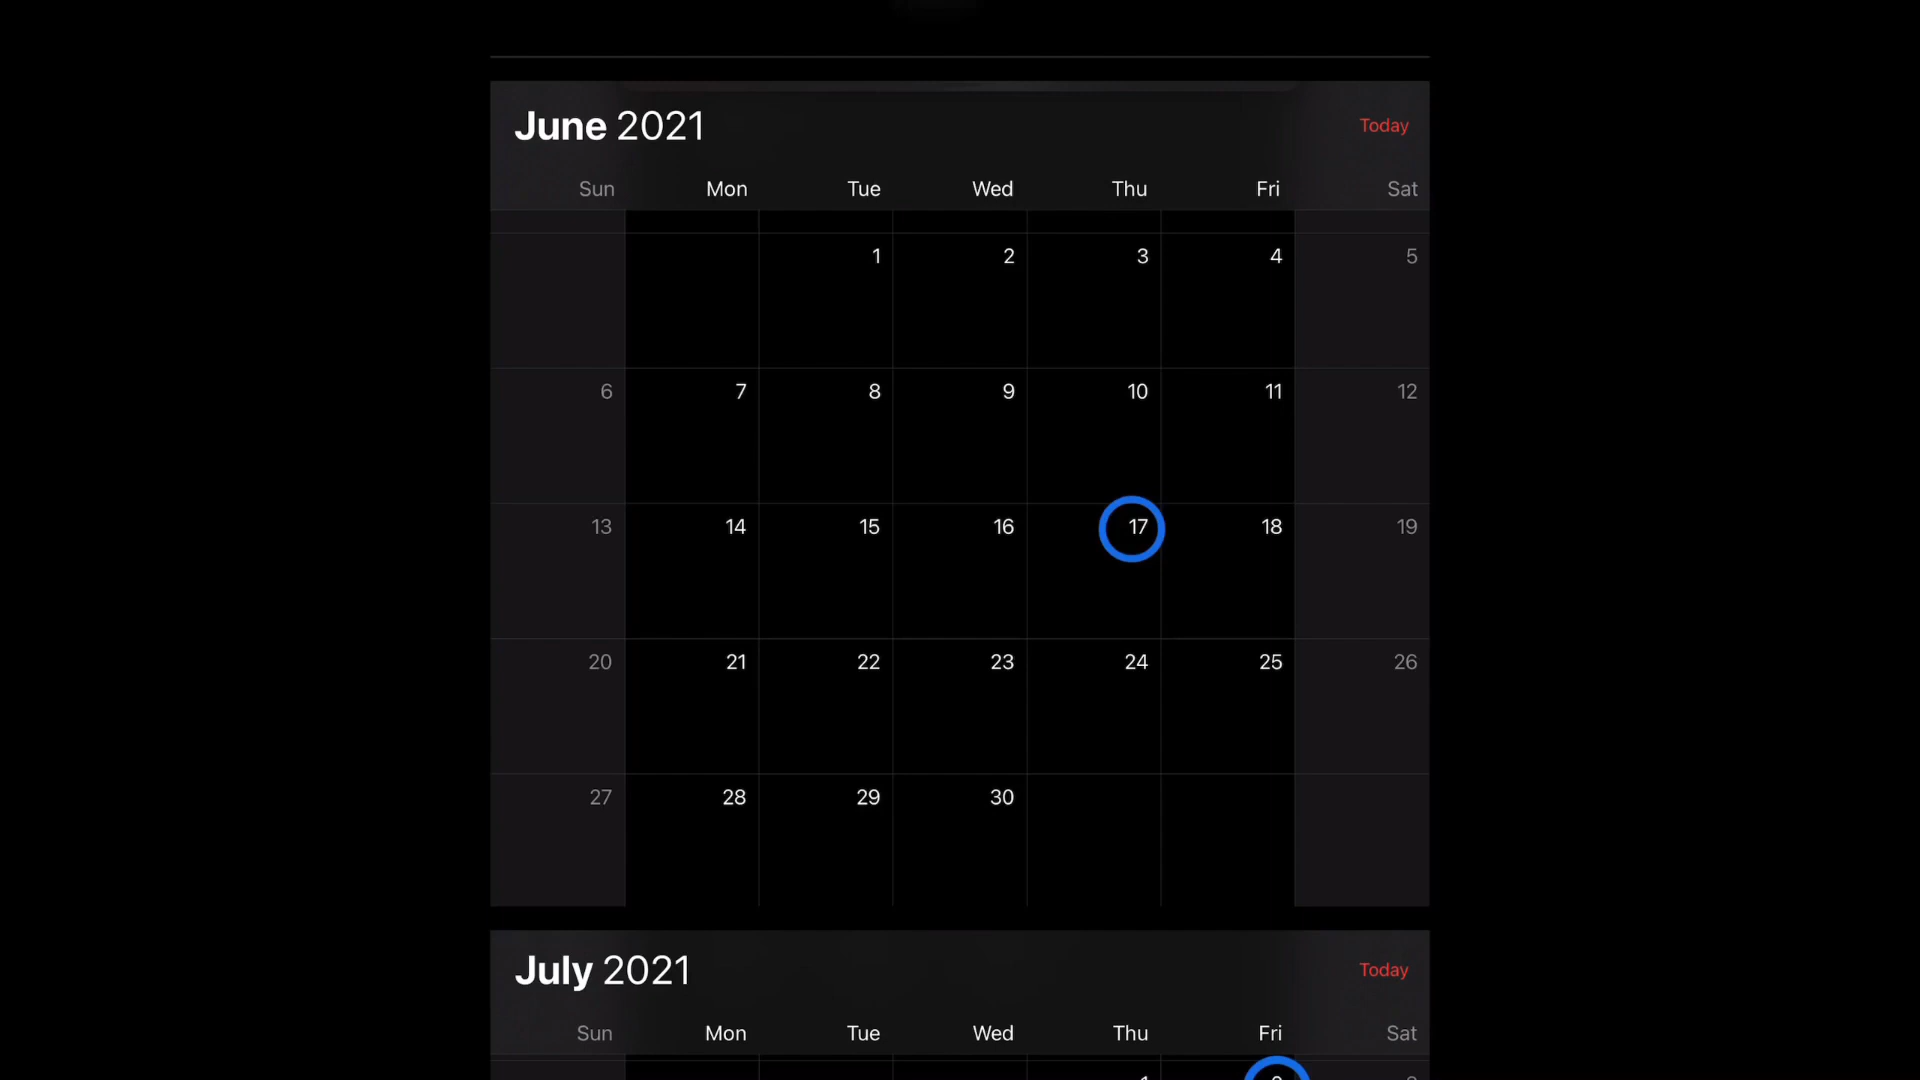 June 2021 Today
Sun Mon Tue Wed Thu Fri Sat
1 2 3 4 5
6 7 8 9 10 11 12
13 14 15 16 17 18 19
20 21 22 23 24 25 26
27 28 29 30
July 2021 Today
Sun Mon Tue Wed Thu Fri Sat